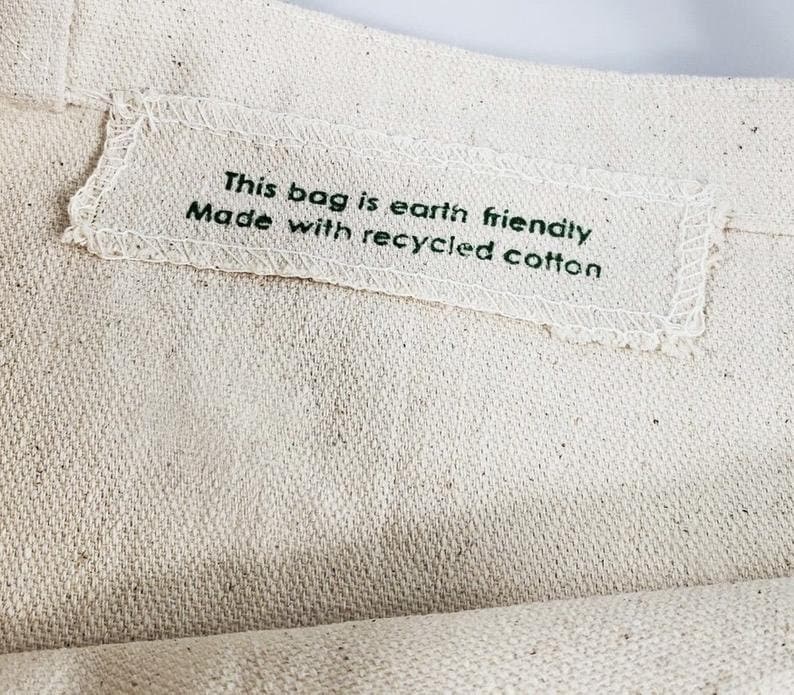 This bag is earth friendly
Made with recycled cotton